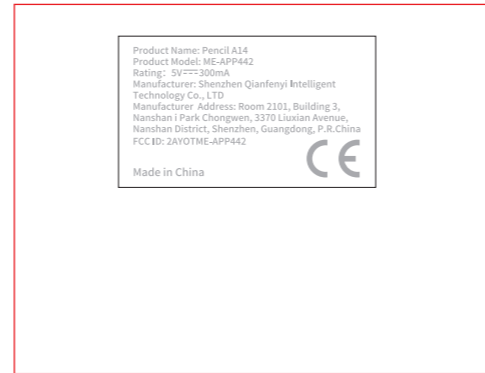 Product Name: Pencil A14
Product Model: ME-APP442
Rating: 5V⎓300mA
Manufacturer: Shenzhen Qianfenyi Intelligent
Technology Co., LTD
Manufacturer Address: Room 2101, Building 3,
Nanshan i Park Chongwen, 3370 Liuxian Avenue,
Nanshan District, Shenzhen, Guangdong, P.R.China
FCC ID: 2AYOTME-APP442
CE
Made in China